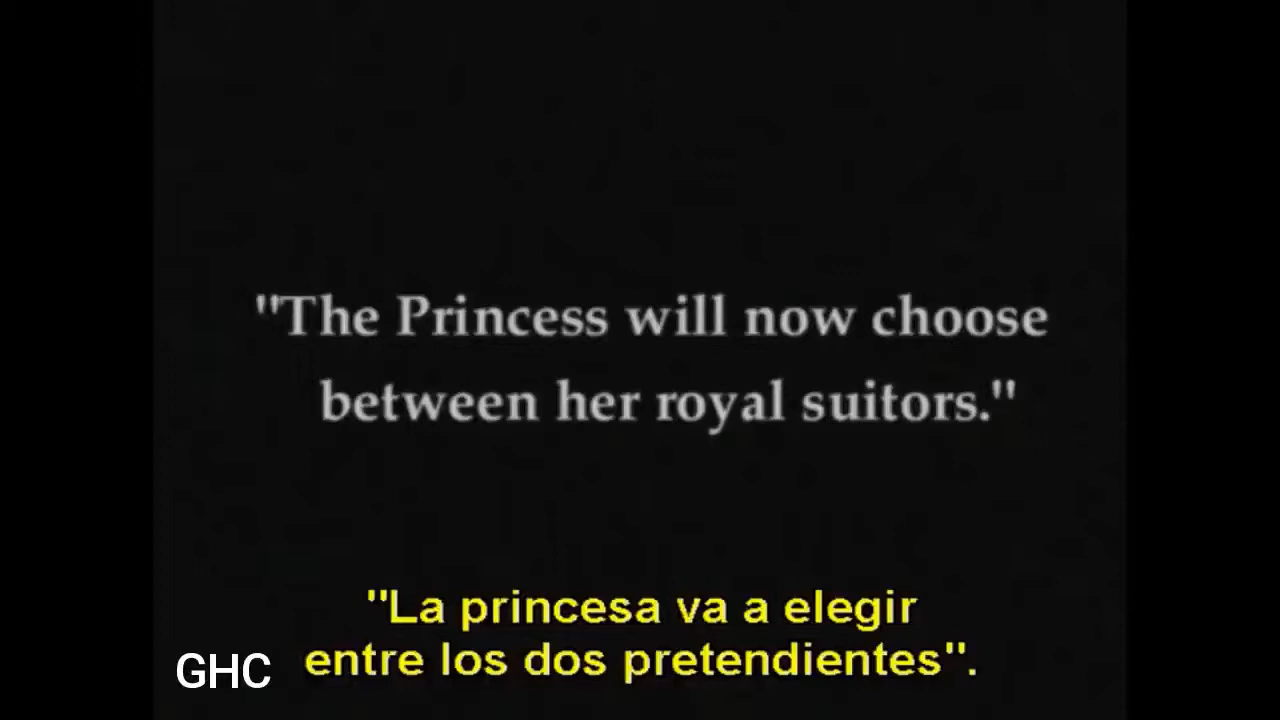 "The Princess will now choose
between her royal suitors."
"La princesa va a elegir
entre los dos pretendientes".
GHC